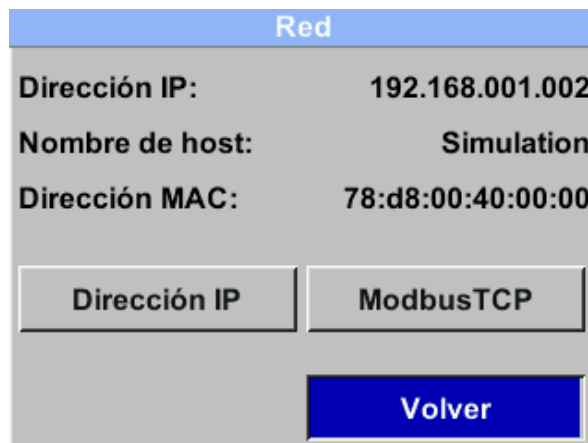 Red
Dirección IP: 192.168.001.002
Nombre de host: Simulation
Dirección MAC: 78:d8:00:40:00:00
Dirección IP ModbusTCP
Volver